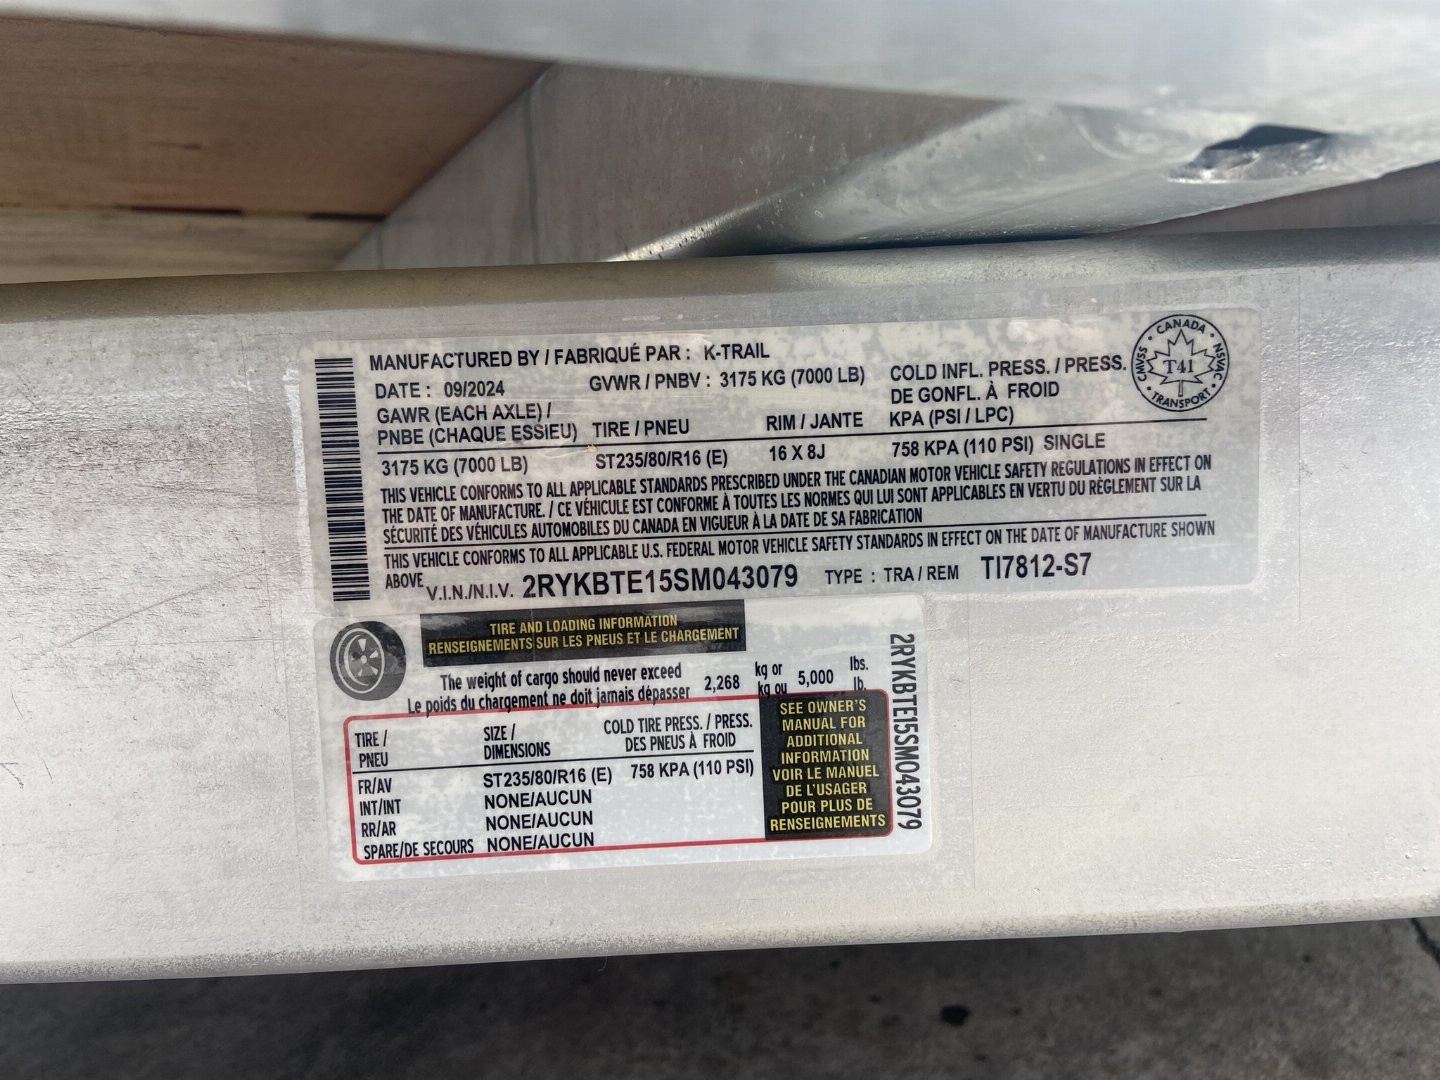 MANUFACTURED BY / FABRIQUÉ PAR : K-TRAIL
DATE : 09/2024
GVWR / PNBV : 3175 KG (7000 LB)
COLD INFL. PRESS. / PRESS.
DE GONFL. À FROID
KPA (PSI / LPC)
GAWR (EACH AXLE) /
PNBE (CHAQUE ESSIEU)
TIRE / PNEU
RIM / JANTE
3175 KG (7000 LB)
ST235/80/R16 (E)
16 X 8J
758 KPA (110 PSI) SINGLE
CANADA
CMVSS
NSVAC
T41
TRANSPORT
THIS VEHICLE CONFORMS TO ALL APPLICABLE STANDARDS PRESCRIBED UNDER THE CANADIAN MOTOR VEHICLE SAFETY REGULATIONS IN EFFECT ON
THE DATE OF MANUFACTURE. / CE VÉHICULE EST CONFORME À TOUTES LES NORMES QUI LUI SONT APPLICABLES EN VERTU DU RÈGLEMENT SUR LA
SÉCURITÉ DES VÉHICULES AUTOMOBILES DU CANADA EN VIGUEUR À LA DATE DE SA FABRICATION
THIS VEHICLE CONFORMS TO ALL APPLICABLE U.S. FEDERAL MOTOR VEHICLE SAFETY STANDARDS IN EFFECT ON THE DATE OF MANUFACTURE SHOWN
ABOVE
V.I.N./N.I.V. 2RYKBTE15SM043079 TYPE : TRA / REM TI7812-S7
TIRE AND LOADING INFORMATION
RENSEIGNEMENTS SUR LES PNEUS ET LE CHARGEMENT
The weight of cargo should never exceed
Le poids du chargement ne doit jamais dépasser
2,268
kg or
kg ou
5,000
lbs.
lb.
TIRE /
PNEU
SIZE /
DIMENSIONS
COLD TIRE PRESS. / PRESS.
DES PNEUS À FROID
FR/AV ST235/80/R16 (E) 758 KPA (110 PSI)
INT/INT NONE/AUCUN
RR/AR NONE/AUCUN
SPARE/DE SECOURS NONE/AUCUN
SEE OWNER'S
MANUAL FOR
ADDITIONAL
INFORMATION
VOIR LE MANUEL
DE L'USAGER
POUR PLUS DE
RENSEIGNEMENTS
2RYKBTE15SM043079